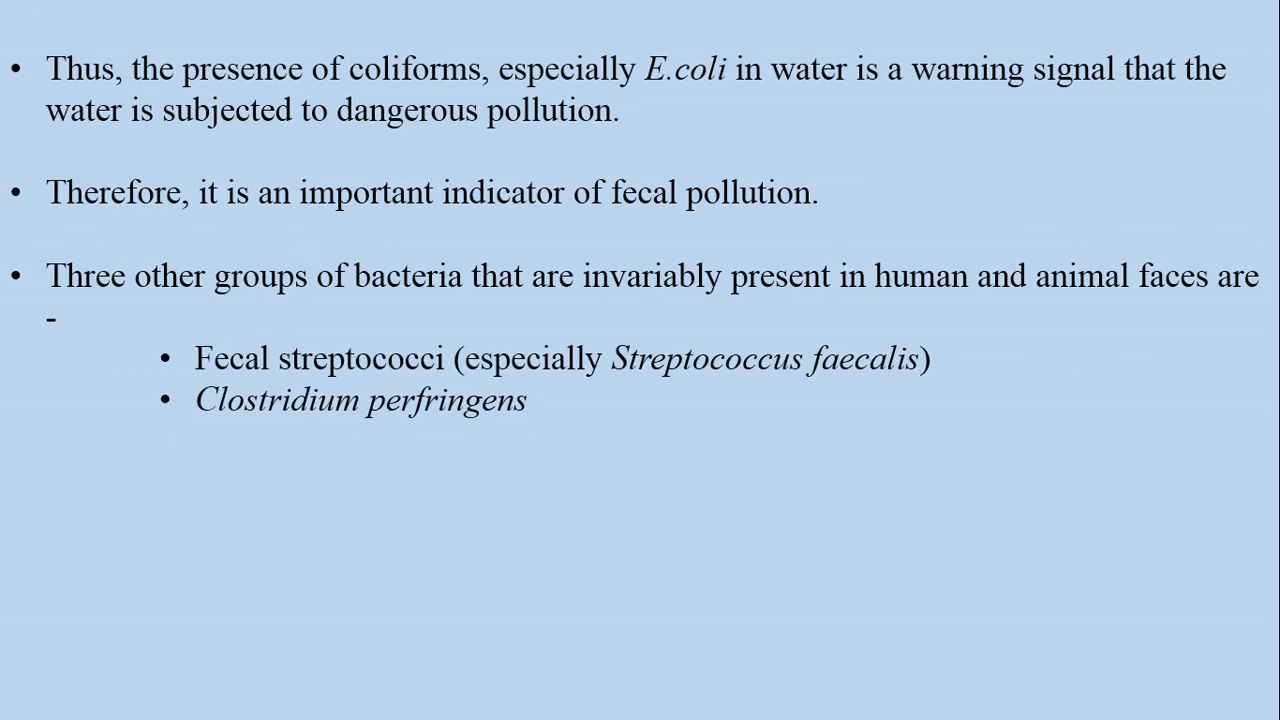 • Thus, the presence of coliforms, especially E.coli in water is a warning signal that the
water is subjected to dangerous pollution.
• Therefore, it is an important indicator of fecal pollution.
• Three other groups of bacteria that are invariably present in human and animal faces are
-
• Fecal streptococci (especially Streptococcus faecalis)
• Clostridium perfringens